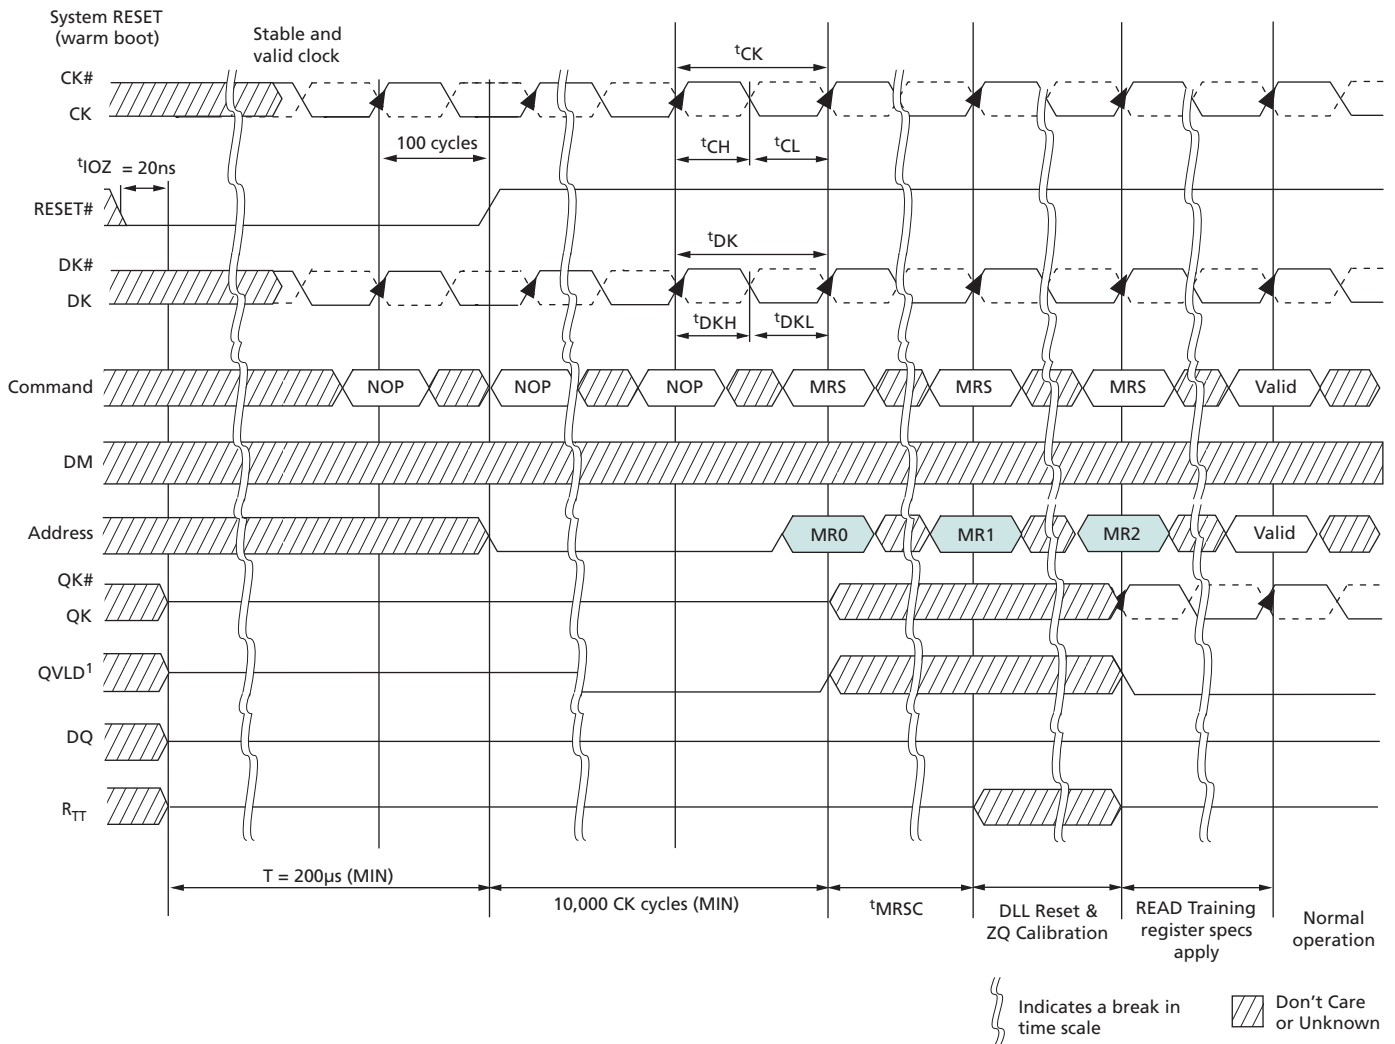 System RESET
(warm boot)
Stable and
valid clock
tCK
CK#
CK
100 cycles
tCH
tCL
tIOZ = 20ns
RESET#
tDK
DK#
DK
tDKH
tDKL
Command
NOP
NOP
NOP
MRS
MRS
MRS
Valid
DM
Address
MR0
MR1
MR2
Valid
QK#
QK
QVLD1
DQ
RTT
T = 200µs (MIN)
10,000 CK cycles (MIN)
tMRSC
DLL Reset &
ZQ Calibration
READ Training
register specs
apply
Normal
operation
Indicates a break in
time scale
Don't Care
or Unknown